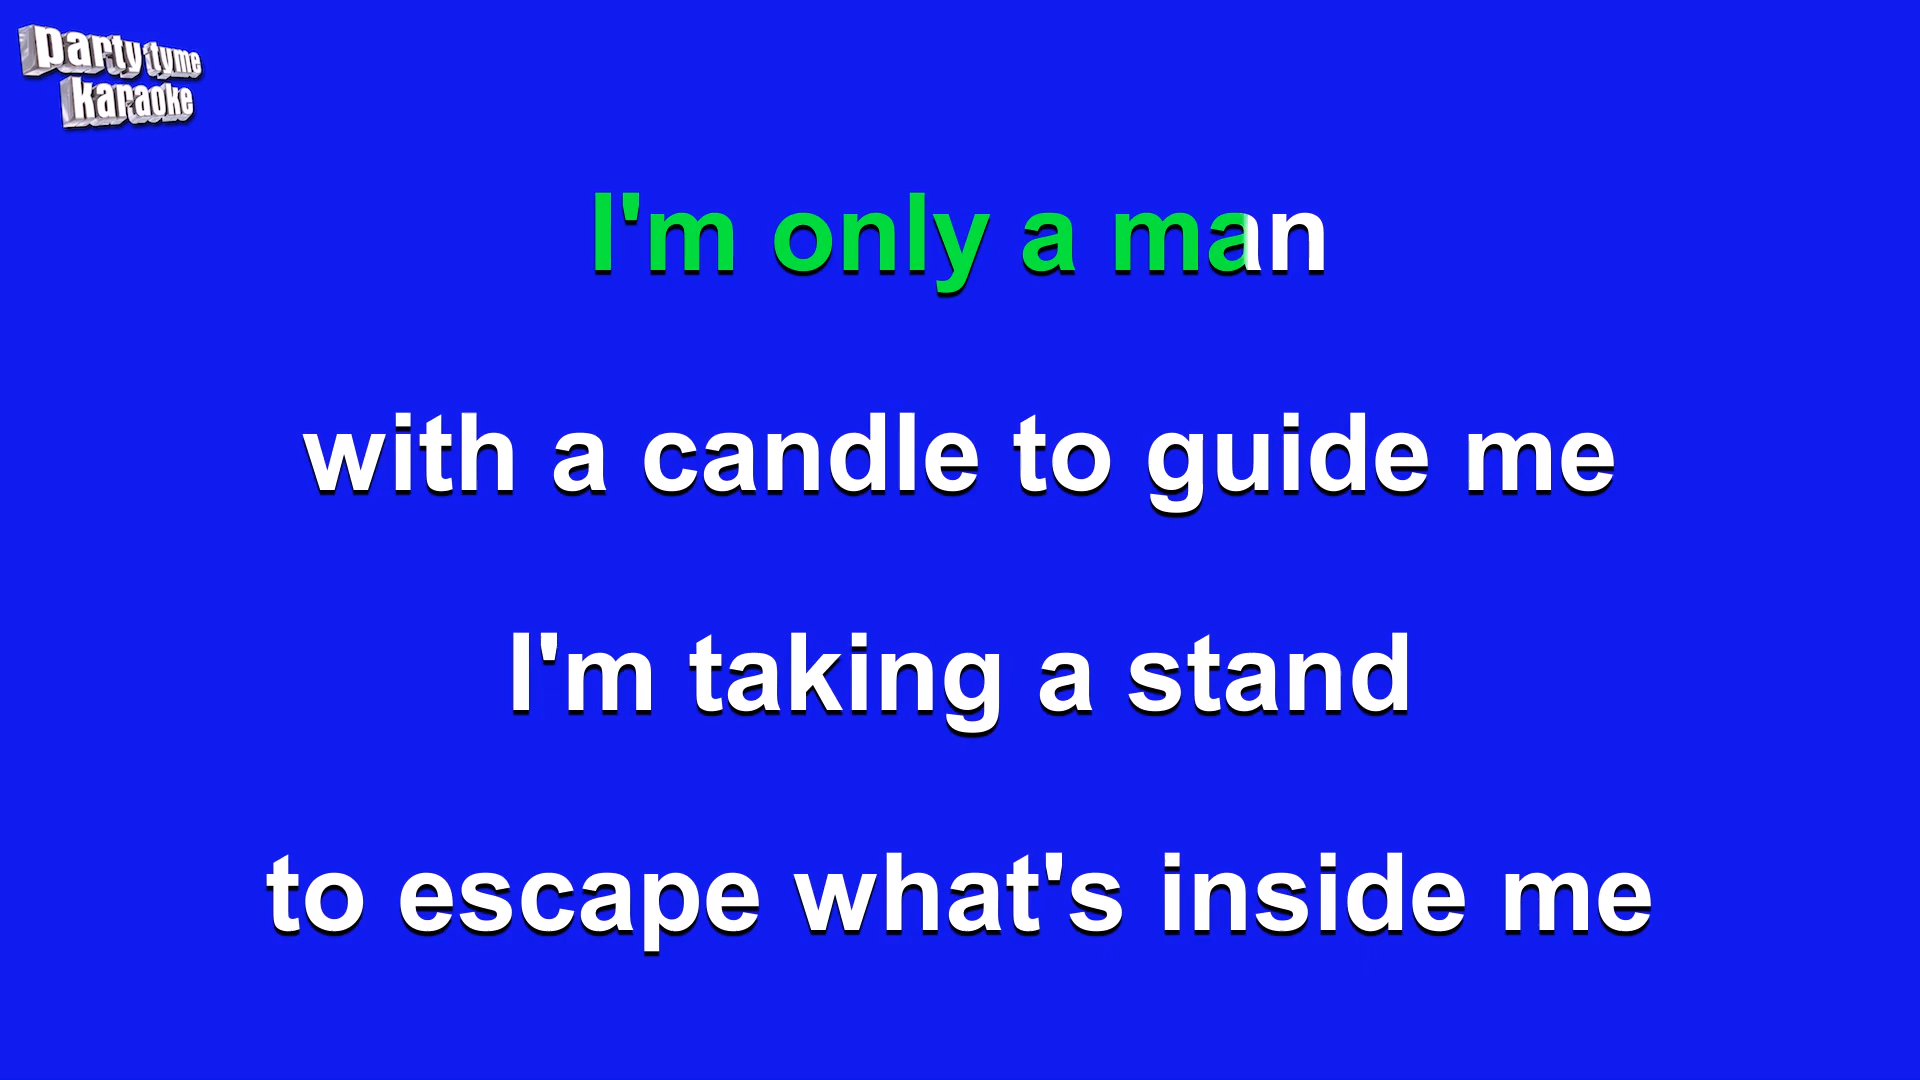 party tyme
karaoke
I'm only a man
with a candle to guide me
I'm taking a stand
to escape what's inside me